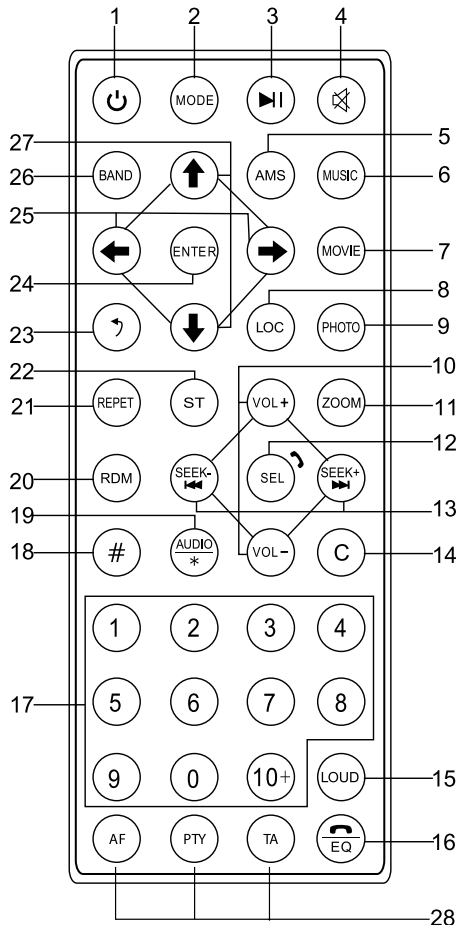 1 2 3 4
MODE
27 5
26 BAND AMS MUSIC 6
25
ENTER MOVIE 7
24 8
23 LOC PHOTO 9
22 10
21 REPET ST VOL+ ZOOM 11
12
20 RDM SEEK- SEL SEEK+
19 13
18 # AUDIO VOL- C 14
*
1 2 3 4
17 5 6 7 8
9 0 10+ LOUD 15
AF PTY TA EQ 16
28